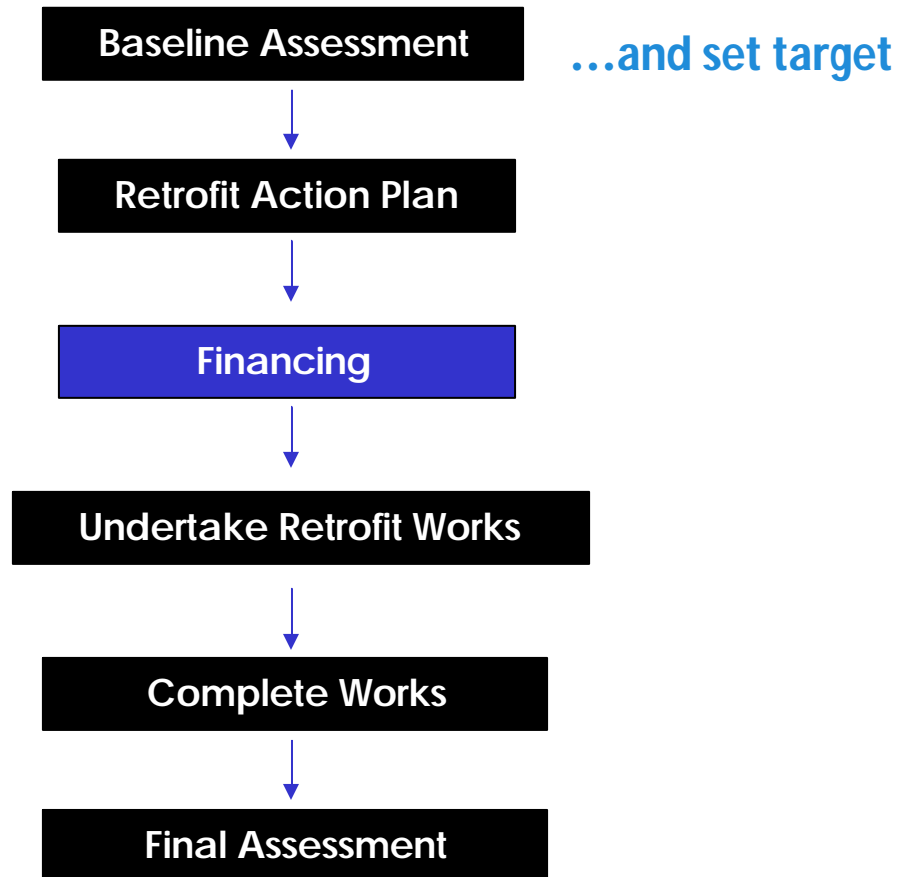 Baseline Assessment
…and set target
Retrofit Action Plan
Financing
Undertake Retrofit Works
Complete Works
Final Assessment